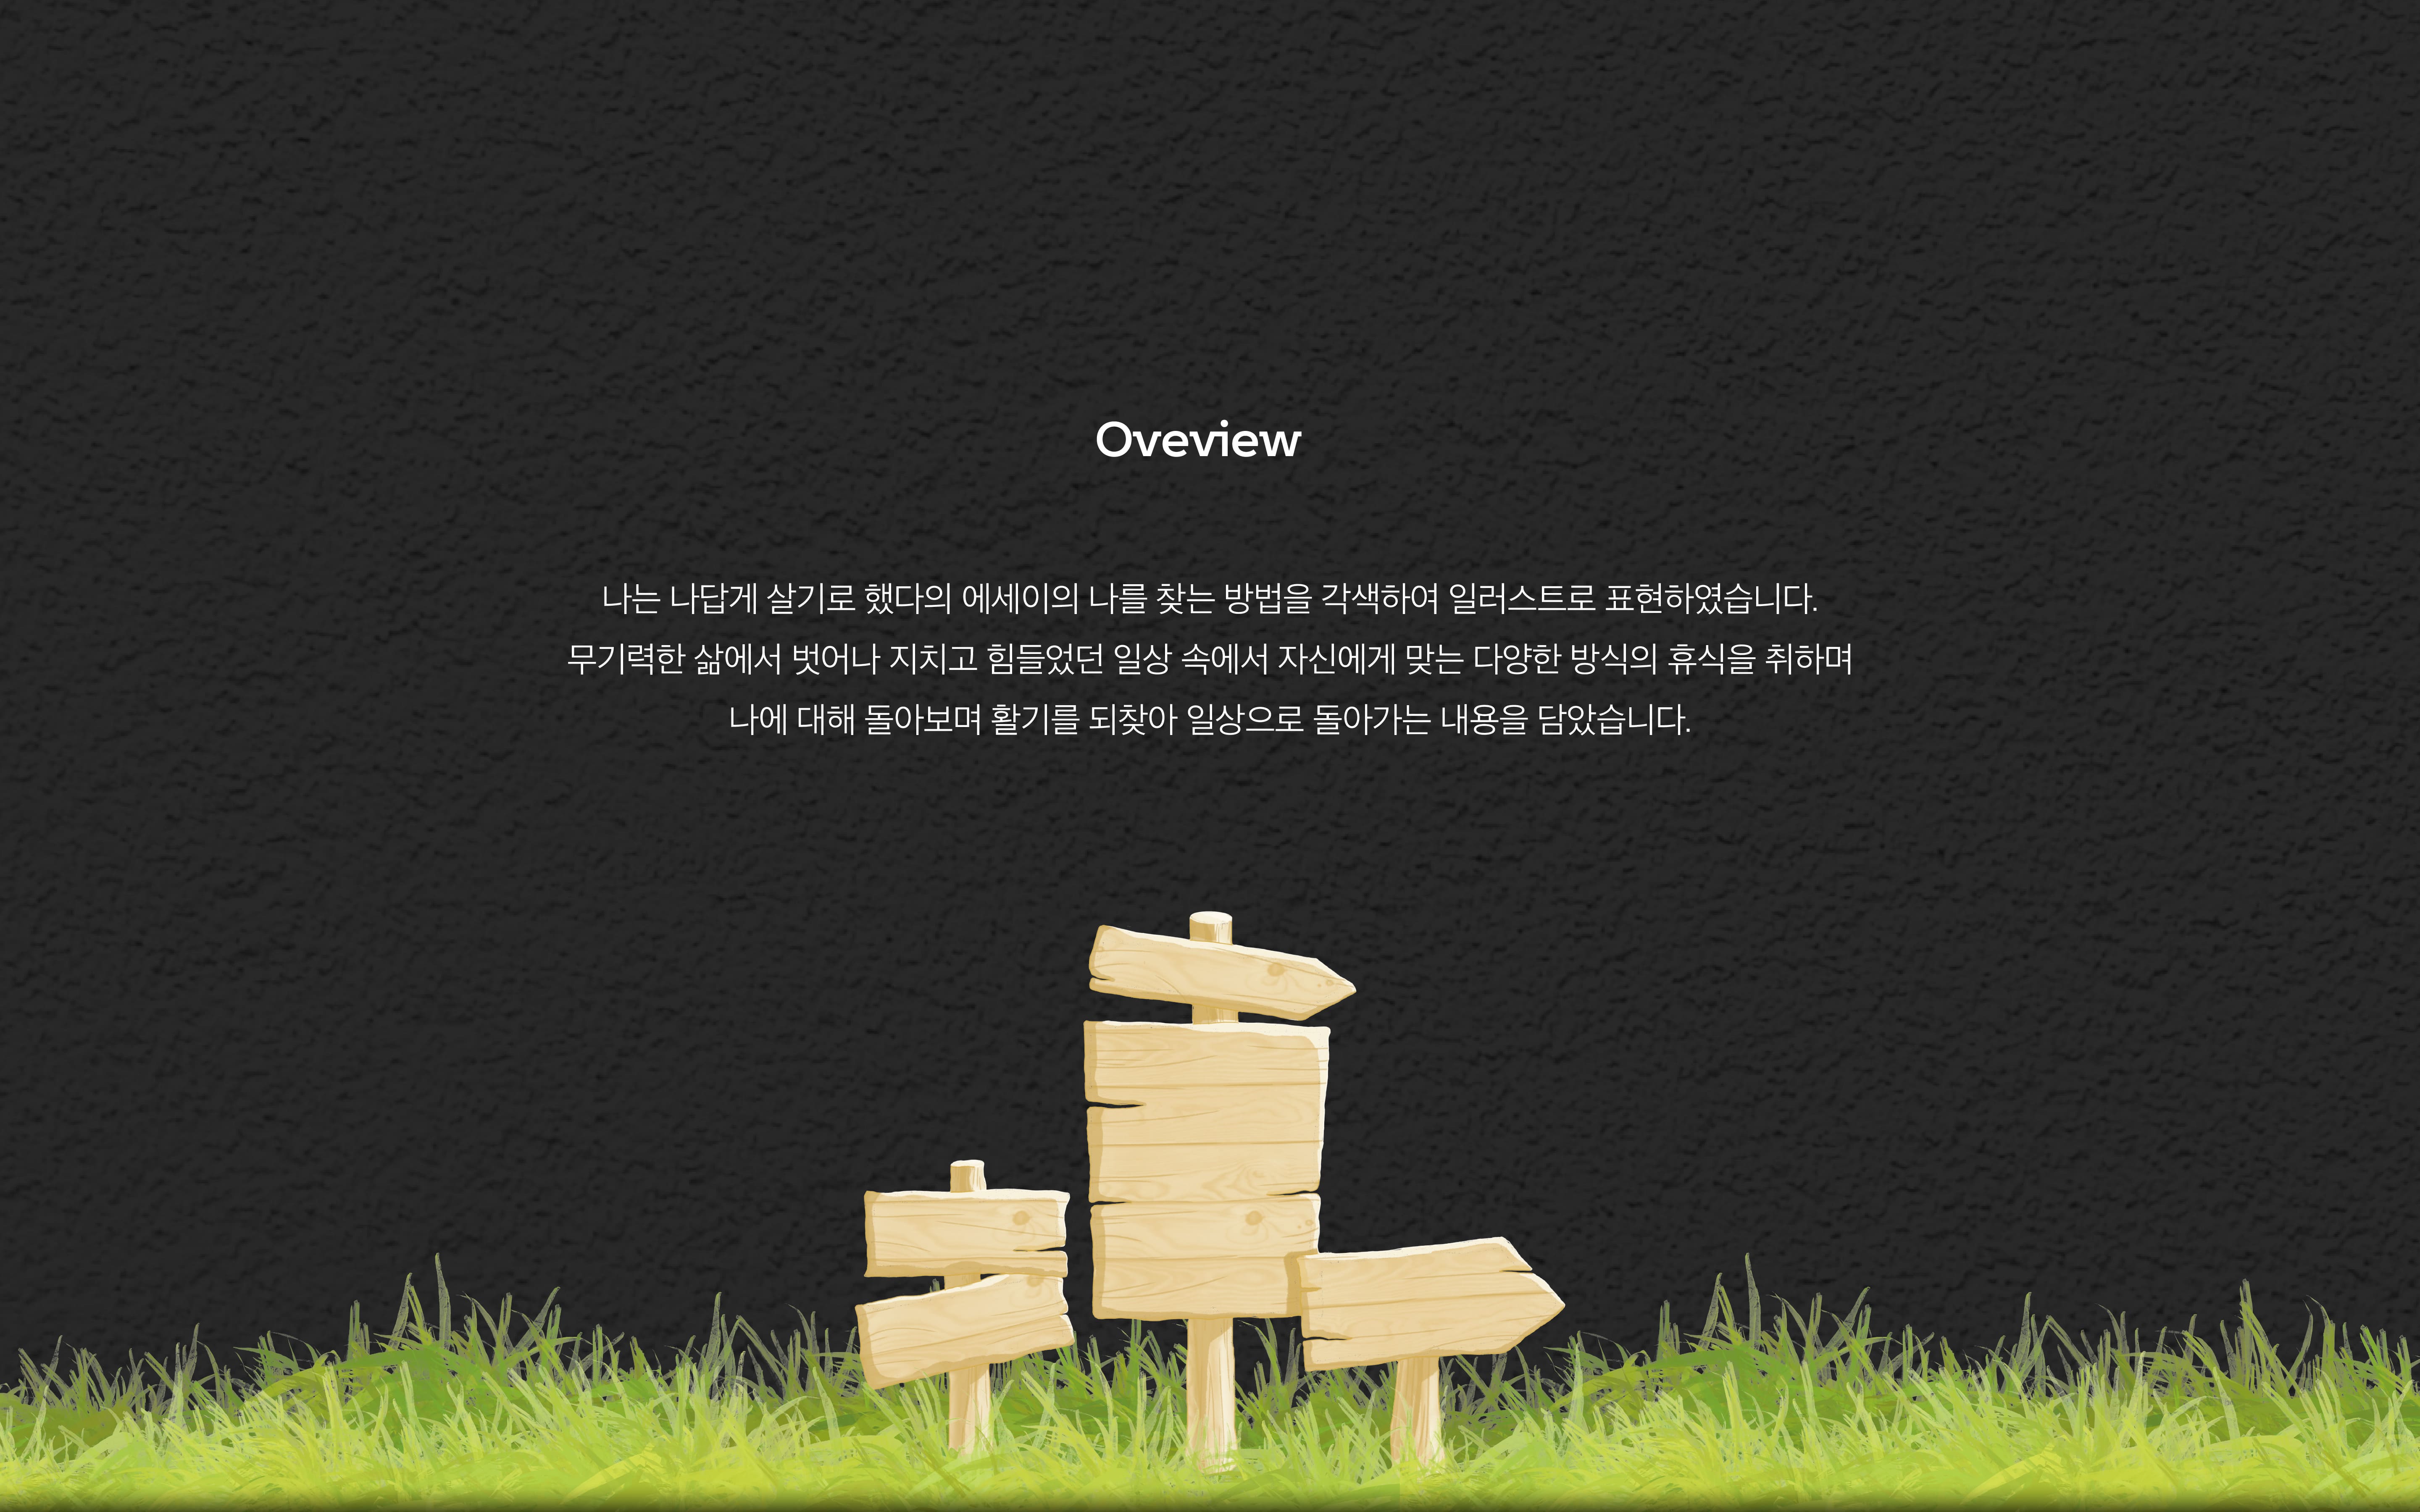 Oveview
나는 나답게 살기로 했다의 에세이의 나를 찾는 방법을 각색하여 일러스트로 표현하였습니다.
무기력한 삶에서 벗어나 지치고 힘들었던 일상 속에서 자신에게 맞는 다양한 방식의 휴식을 취하며
나에 대해 돌아보며 활기를 되찾아 일상으로 돌아가는 내용을 담았습니다.